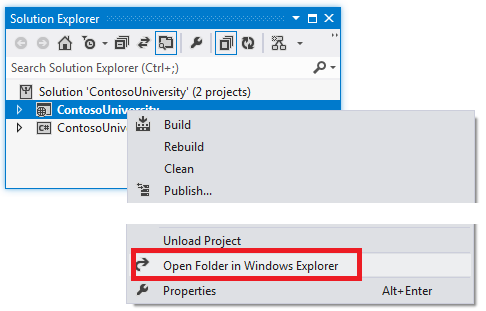 Solution Explorer
Search Solution Explorer (Ctrl+;)
Solution 'ContosoUniversity' (2 projects)
ContosoUniversity
C# ContosoUniv
Build
Rebuild
Clean
Publish...
Unload Project
Open Folder in Windows Explorer
Properties Alt+Enter